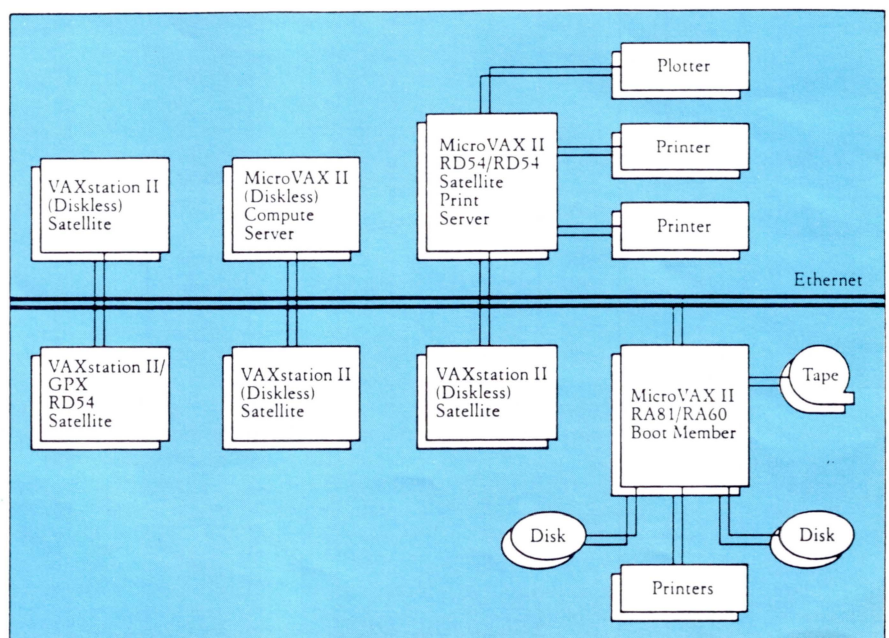 Plotter
MicroVAX II
RD54/RD54
Satellite
Print
Server
Printer
Printer
VAXstation II
(Diskless)
Satellite
MicroVAX II
(Diskless)
Compute
Server
Ethernet
VAXstation II/
GPX
RD54
Satellite
VAXstation II
(Diskless)
Satellite
VAXstation II
(Diskless)
Satellite
MicroVAX II
RA81/RA60
Boot Member
Tape
Disk
Disk
Printers